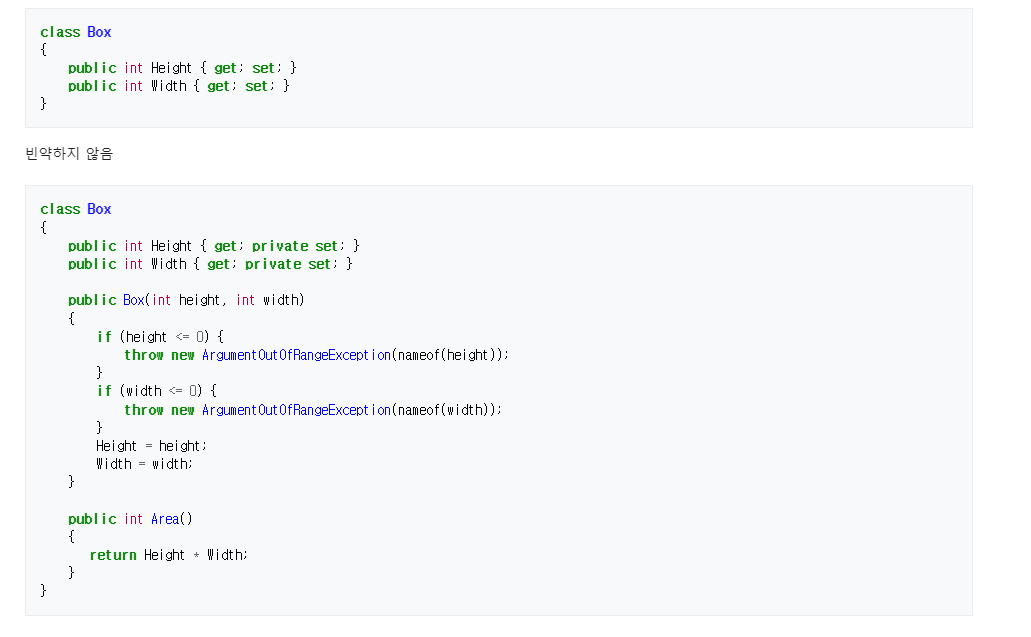 class Box
{
    public int Height { get; set; }
    public int Width { get; set; }
}
빈약하지 않음
class Box
{
    public int Height { get; private set; }
    public int Width { get; private set; }
    public Box(int height, int width)
    {
        if (height <= 0) {
            throw new ArgumentOutOfRangeException(nameof(height));
        }
        if (width <= 0) {
            throw new ArgumentOutOfRangeException(nameof(width));
        }
        Height = height;
        Width = width;
    }
    public int Area()
    {
       return Height * Width;
    }
}